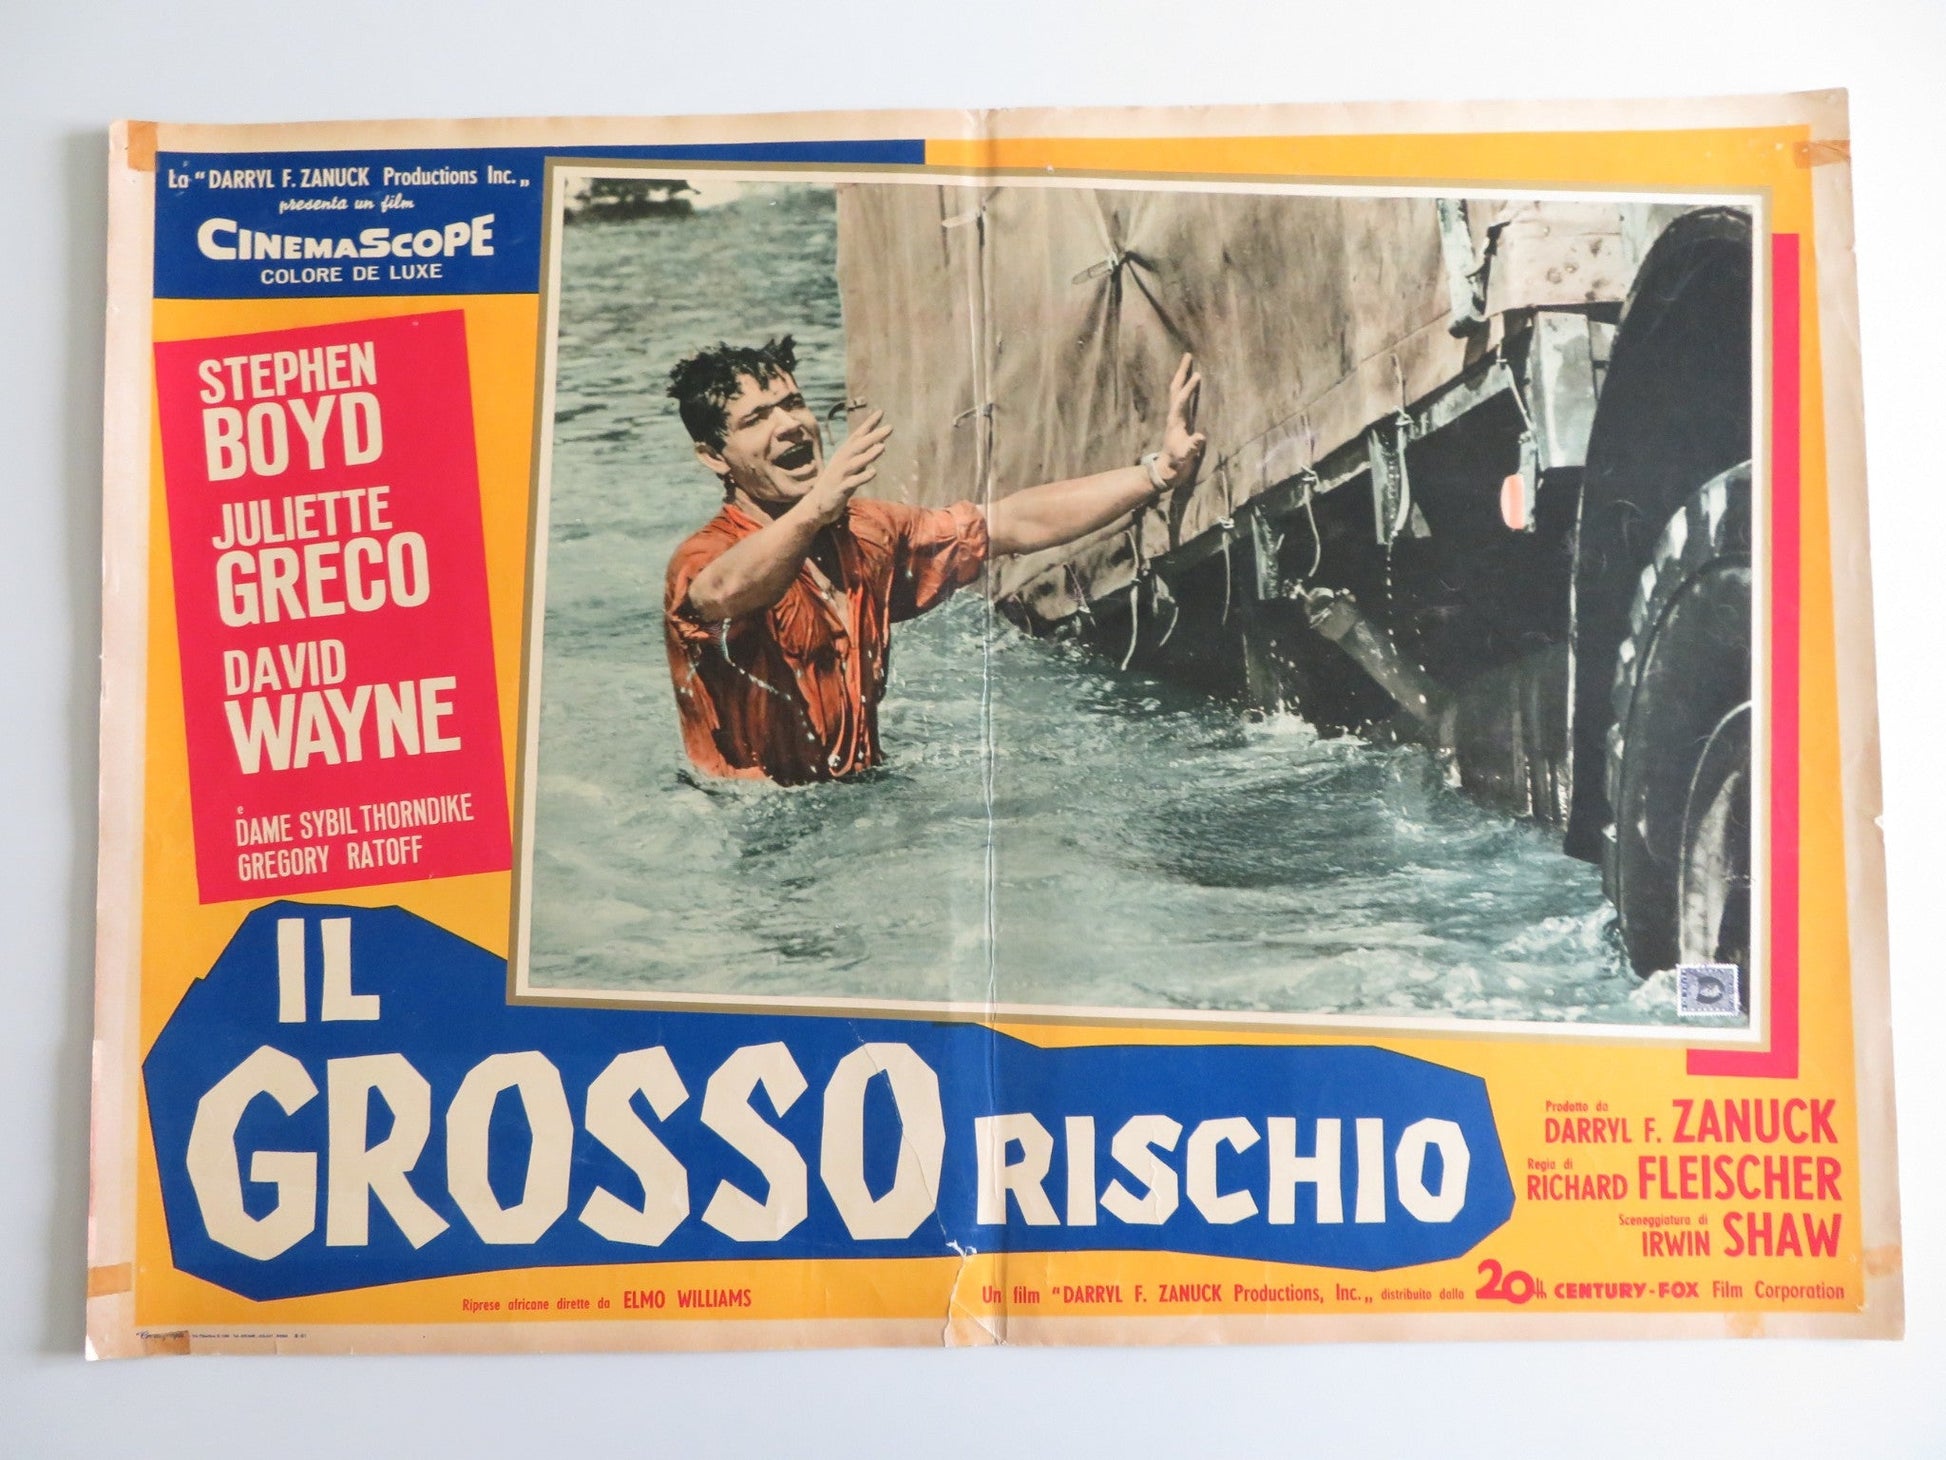 La “DARRYL F. ZANUCK Productions Inc.„
presenta un film
CINEMASCOPE
COLORE DE LUXE
STEPHEN
BOYD
JULIETTE
GRECO
DAVID
WAYNE
e
DAME SYBIL THORNDIKE
GREGORY RATOFF
IL
GROSSO RISCHIO
Prodotto da
DARRYL F. ZANUCK
Regia di
RICHARD FLEISCHER
Sceneggiatura di
IRWIN SHAW
Riprese africane dirette da ELMO WILLIAMS
Un film “DARRYL F. ZANUCK Productions, Inc.„ distribuito dalla 20th CENTURY-FOX Film Corporation